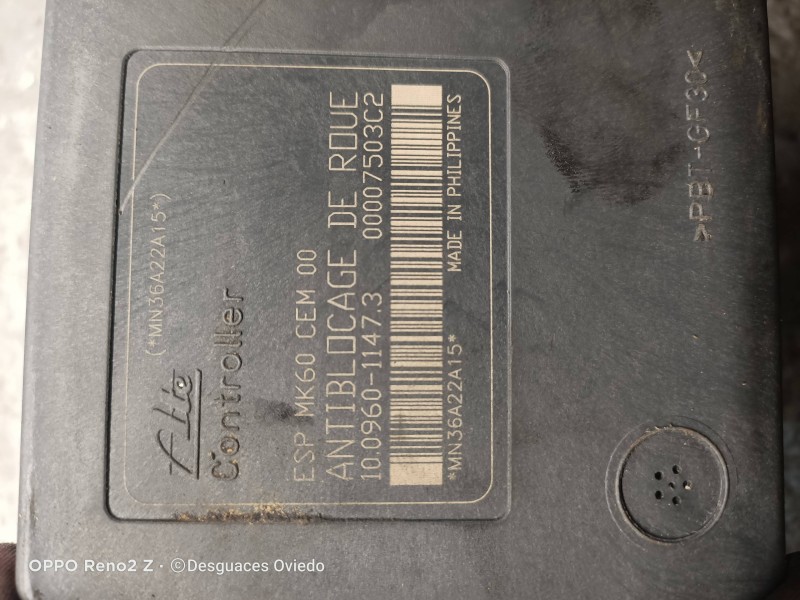 (*MN36A22A15*)
Ate
Controller
ESP MK60 CEM 00
ANTIBLOCAGE DE ROUE
10.0960-1147.3 00007503C2
*MN36A22A15* MADE IN PHILIPPINES
>PBT-GF30<
OPPO Reno2 Z · ©Desguaces Oviedo